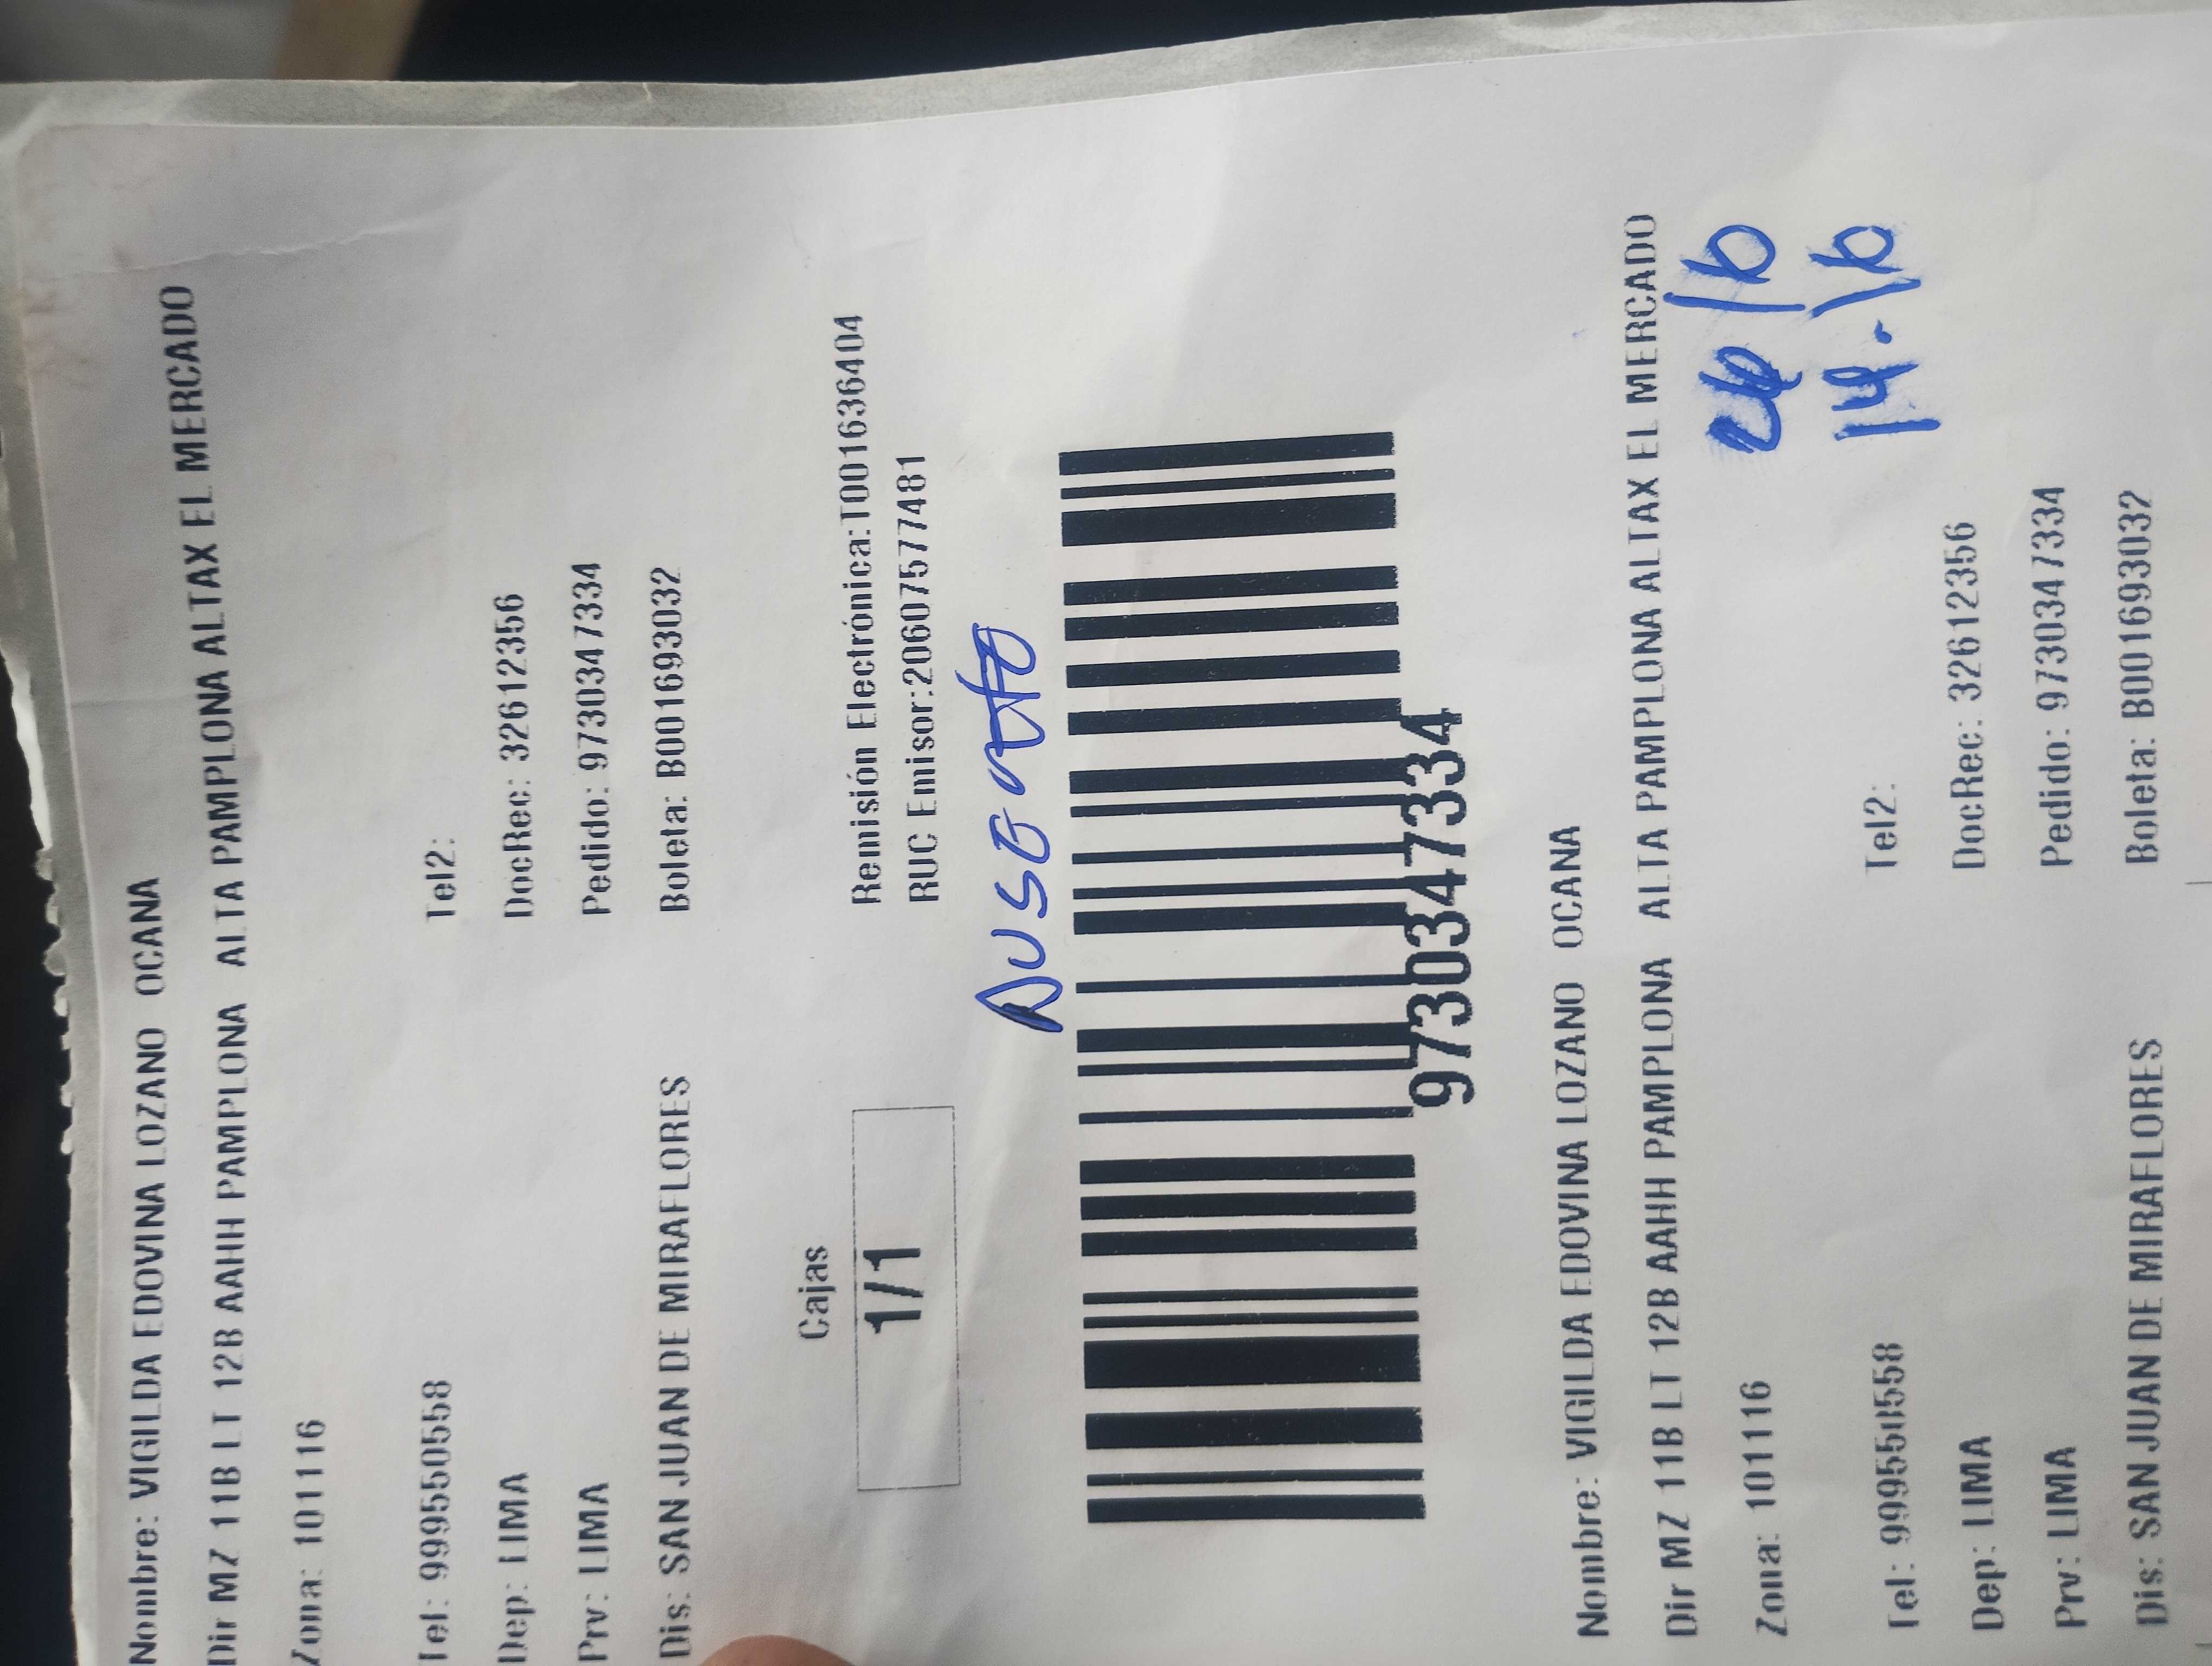 Nombre: VIGILDA EDOVINA LOZANO OCANA
Dir MZ 11B LT 12B AAHH PAMPLONA ALTA PAMPLONA ALTAX EL MERCADO
Zona: 101116
Tel: 999550558 Tel2:
Dep: LIMA DocRec: 32612356
Prv: LIMA Pedido: 9730347334
Dis: SAN JUAN DE MIRAFLORES Boleta: B001693032
Cajas Remisión Electrónica:T001636404
1/1 RUC Emisor:20607577481
Ausente
9730347334
Nombre: VIGILDA EDOVINA LOZANO OCANA
Dir MZ 11B LT 12B AAHH PAMPLONA ALTA PAMPLONA ALTAX EL MERCADO
Zona: 101116
Tel: 999550558 Tel2:
Dep: LIMA DocRec: 32612356
Prv: LIMA Pedido: 9730347334
Dis: SAN JUAN DE MIRAFLORES Boleta: B001693032